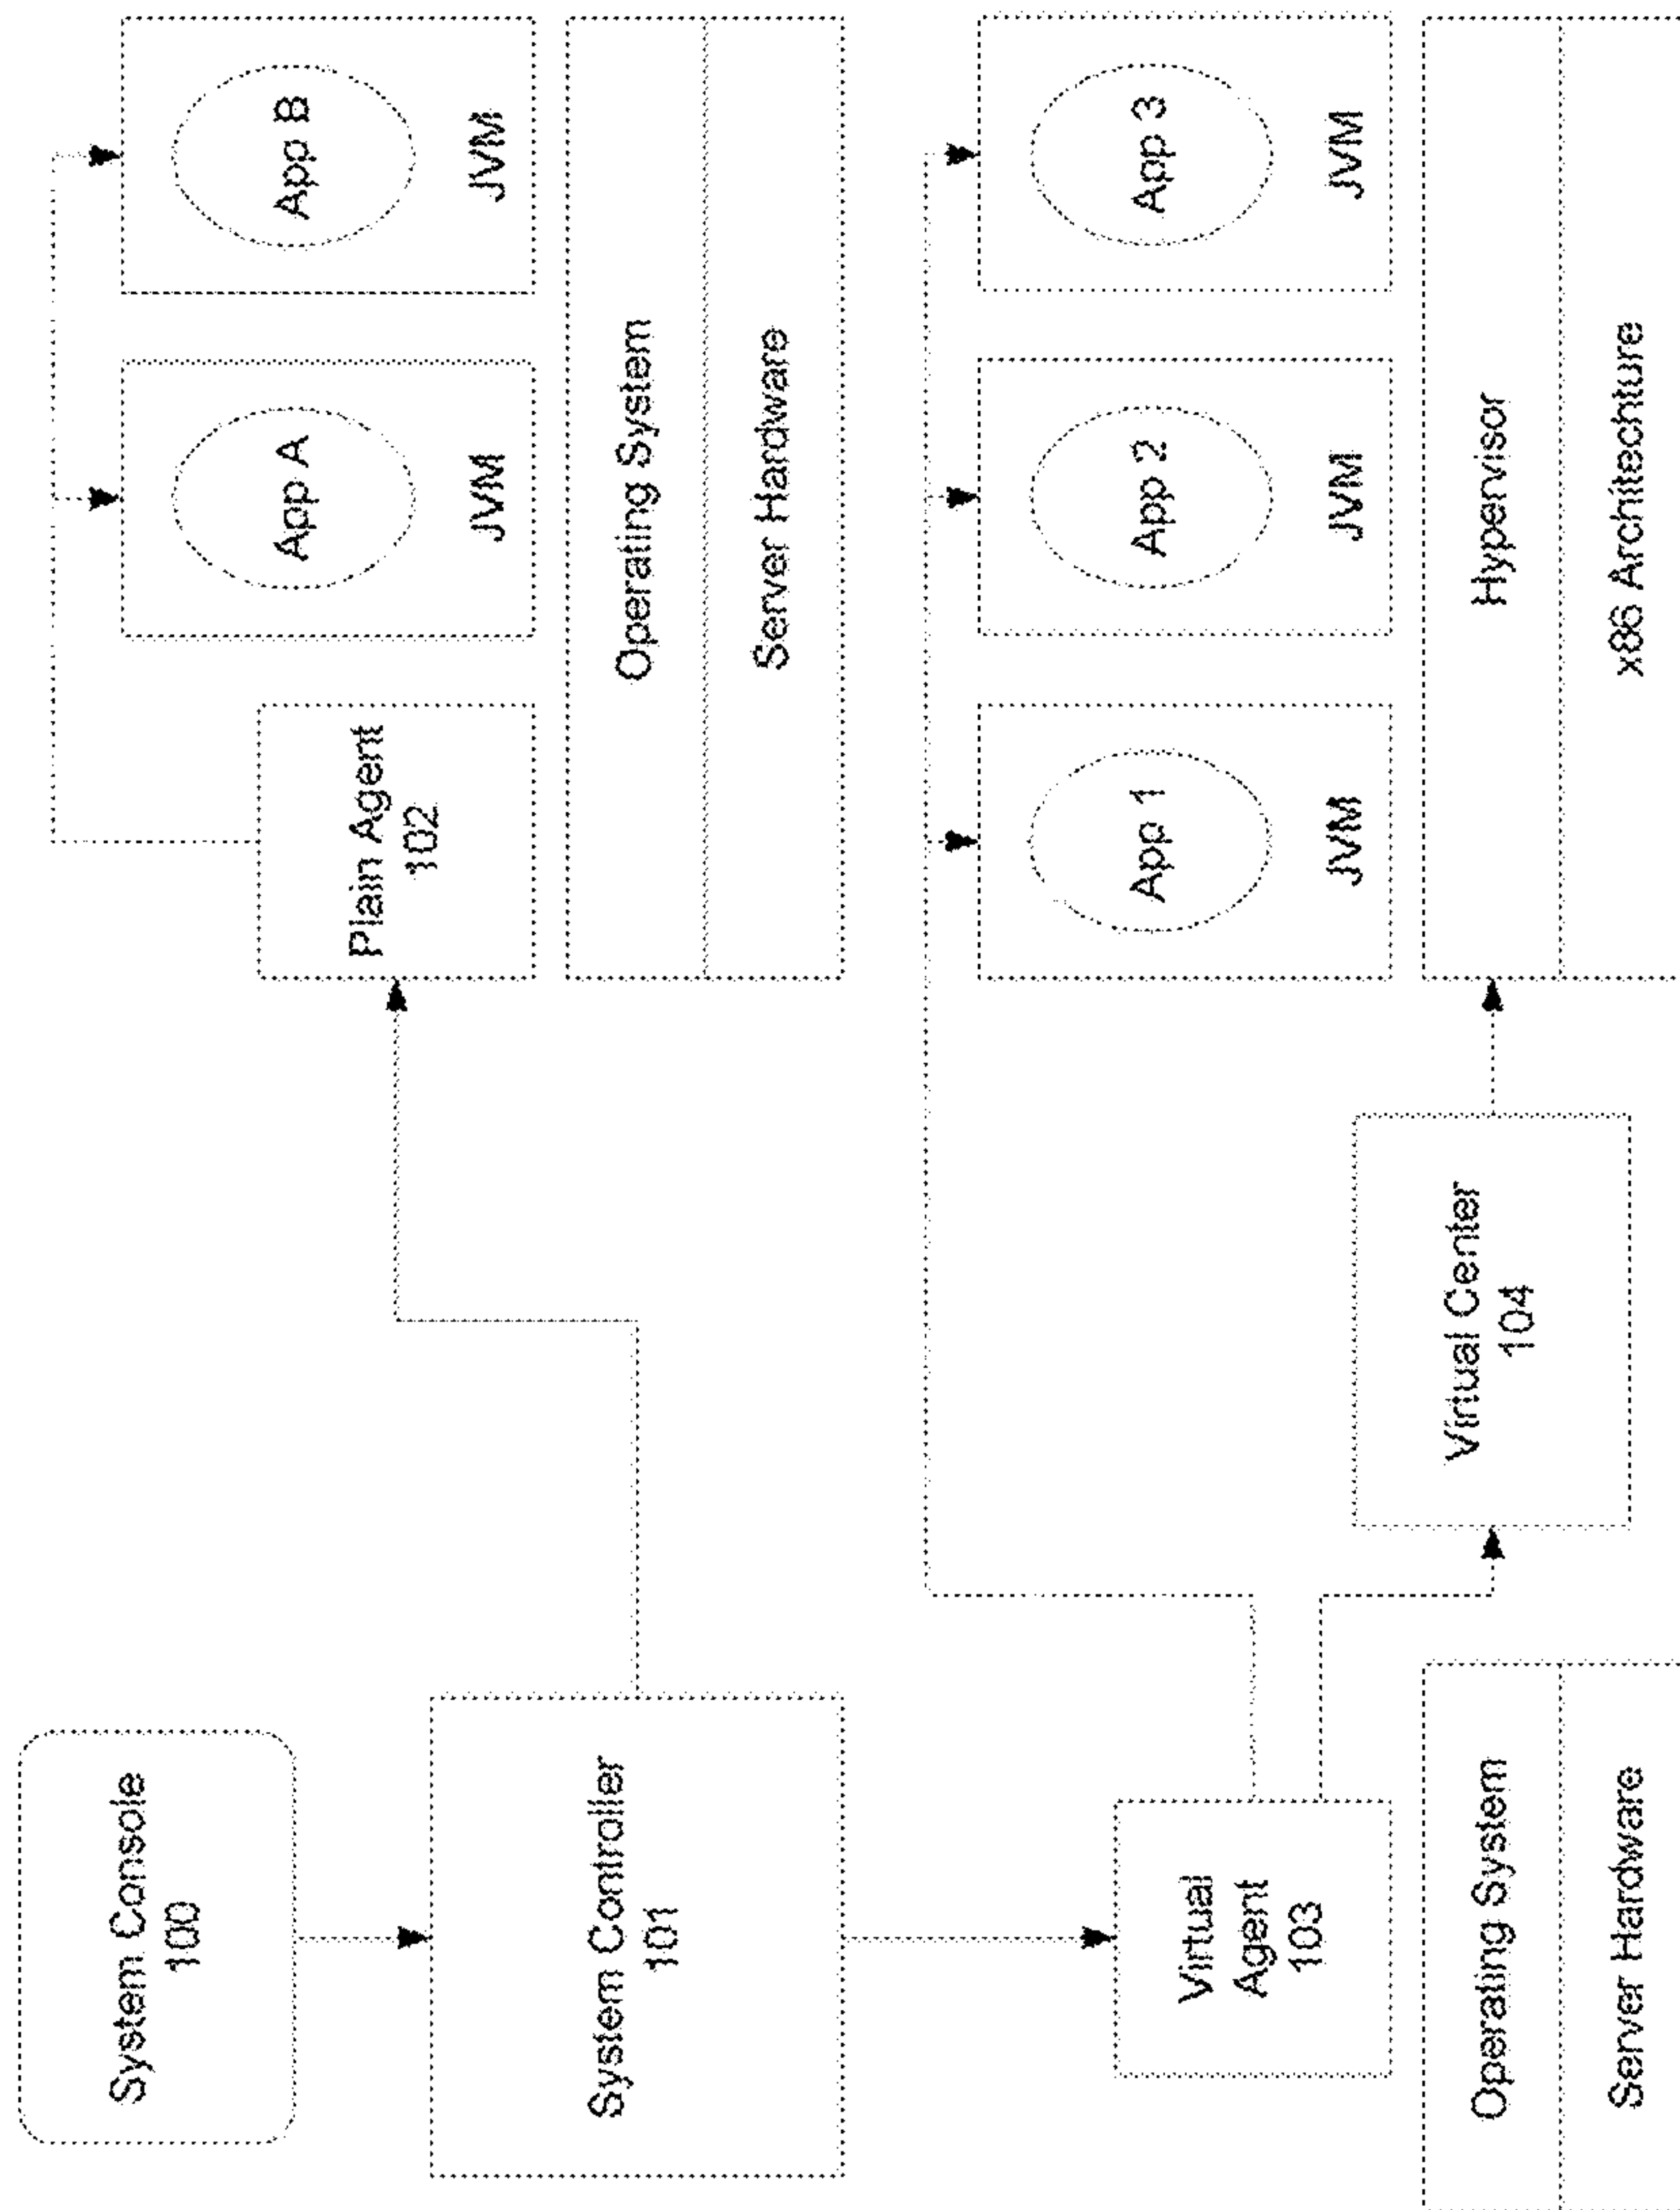 System Console
100
System Controller
101
Plain Agent
102
App A
JVM
App B
JVM
Operating System
Server Hardware
Virtual
Agent
103
Operating System
Server Hardware
Virtual Center
104
App 1
JVM
App 2
JVM
App 3
JVM
Hypervisor
x86 Architechture